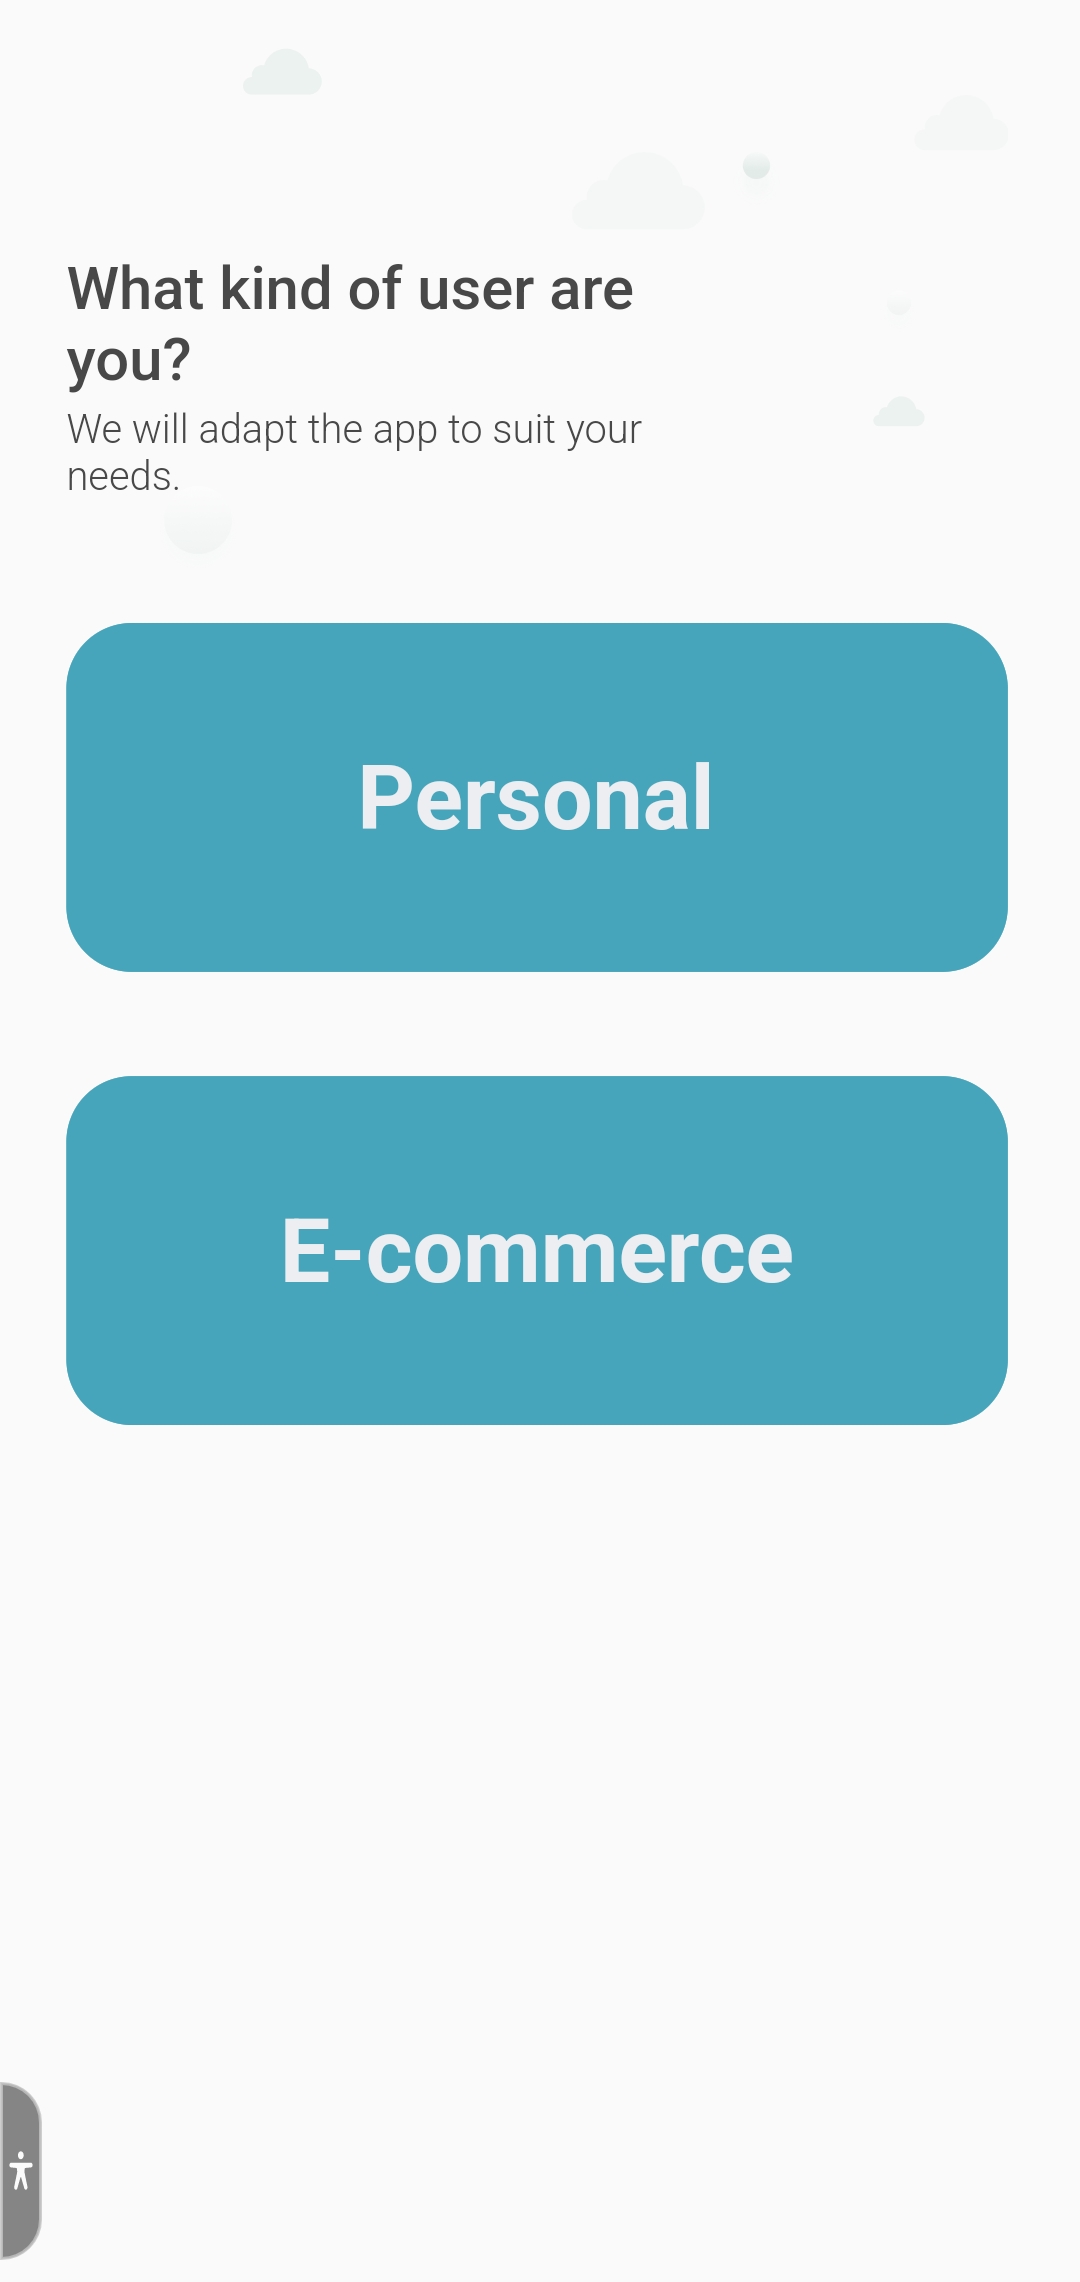 What kind of user are
you?
We will adapt the app to suit your
needs.
Personal
E-commerce